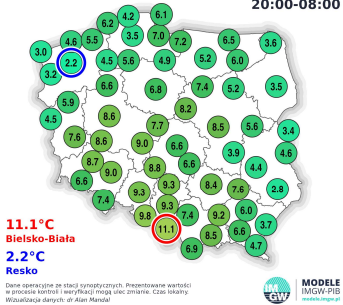 20:00-08:00
6.2 4.2 6.1
3.0 4.6 5.5 3.5 7.0 7.2 6.5 3.6
2.2 4.5 5.6 4.9 5.2 6.0
3.2 6.6 6.8 7.4 5.2 3.5
5.9 8.2
4.5 8.6 7.7 8.5 5.6 3.4
7.6 8.6 9.0 6.6 3.9 4.6
8.7 9.0 8.8 6.6 4.4
6.6 9.3 9.3 8.4 7.6 2.8
7.4 9.3
9.8 7.4 9.2 6.0 3.7
11.1 8.5 6.6 4.7
6.9
11.1°C
Bielsko-Biała
2.2°C
Resko
Dane operacyjne ze stacji synoptycznych. Prezentowane wartości
w procesie kontroli i weryfikacji mogą ulec zmianie. Czas lokalny.
Wizualizacja danych: dr Alan Mandal
IM
GW
MODELE
IMGW-PIB
modele.imgw.pl